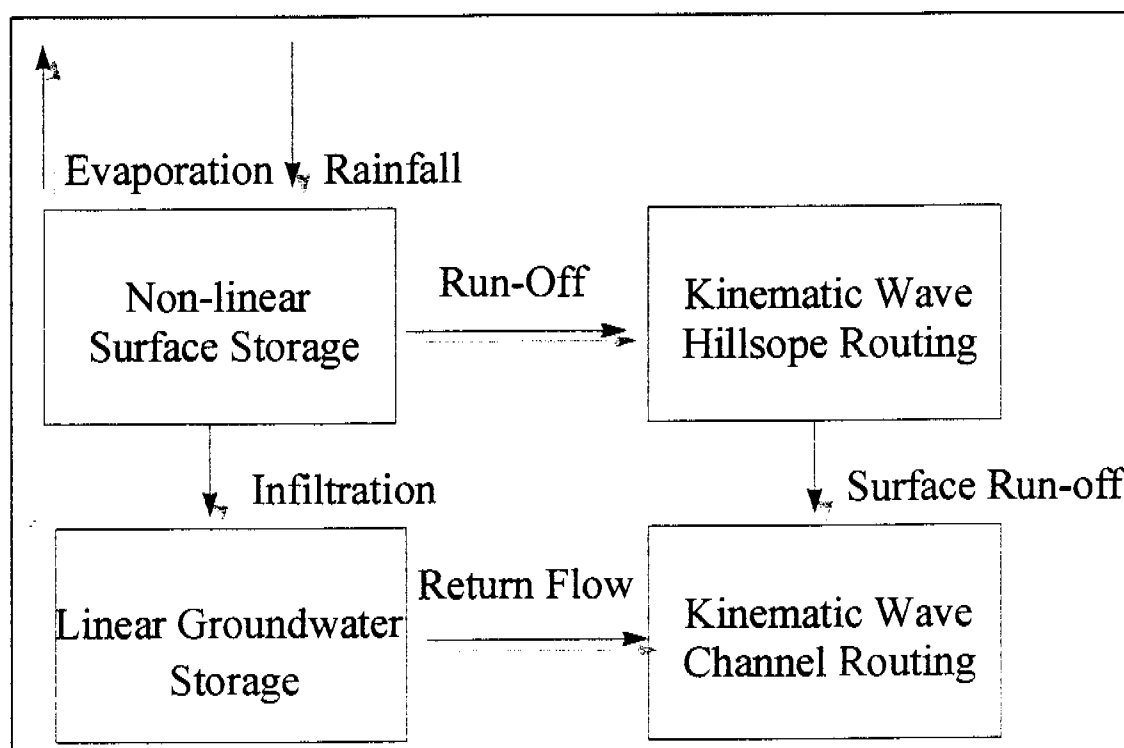 Evaporation
Rainfall
Non-linear
Surface Storage
Run-Off
Kinematic Wave
Hillsope Routing
Infiltration
Surface Run-off
Linear Groundwater
Storage
Return Flow
Kinematic Wave
Channel Routing